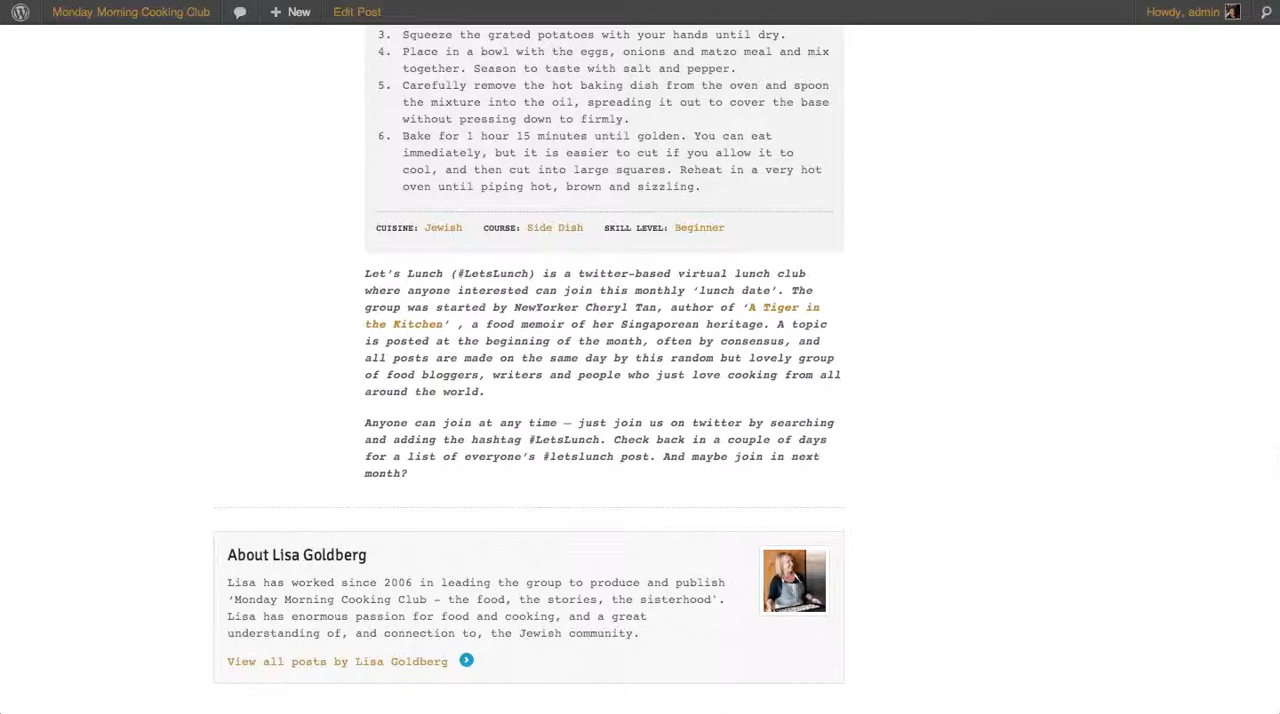 Monday Morning Cooking Club
New
Edit Post
Howdy, admin
3. Squeeze the grated potatoes with your hands until dry.
4. Place in a bowl with the eggs, onions and matzo meal and mix
together. Season to taste with salt and pepper.
5. Carefully remove the hot baking dish from the oven and spoon
the mixture into the oil, spreading it out to cover the base
without pressing down to firmly.
6. Bake for 1 hour 15 minutes until golden. You can eat
immediately, but it is easier to cut if you allow it to
cool, and then cut into large squares. Reheat in a very hot
oven until piping hot, brown and sizzling.
CUISINE: Jewish COURSE: Side Dish SKILL LEVEL: Beginner
Let's Lunch (#LetsLunch) is a twitter-based virtual lunch club
where anyone interested can join this monthly ‘lunch date’. The
group was started by NewYorker Cheryl Tan, author of ‘A Tiger in
the Kitchen’ , a food memoir of her Singaporean heritage. A topic
is posted at the beginning of the month, often by consensus, and
all posts are made on the same day by this random but lovely group
of food bloggers, writers and people who just love cooking from all
around the world.
Anyone can join at any time – just join us on twitter by searching
and adding the hashtag #LetsLunch. Check back in a couple of days
for a list of everyone’s #letslunch post. And maybe join in next
month?
About Lisa Goldberg
Lisa has worked since 2006 in leading the group to produce and publish
‘Monday Morning Cooking Club - the food, the stories, the sisterhood`.
Lisa has enormous passion for food and cooking, and a great
understanding of, and connection to, the Jewish community.
View all posts by Lisa Goldberg